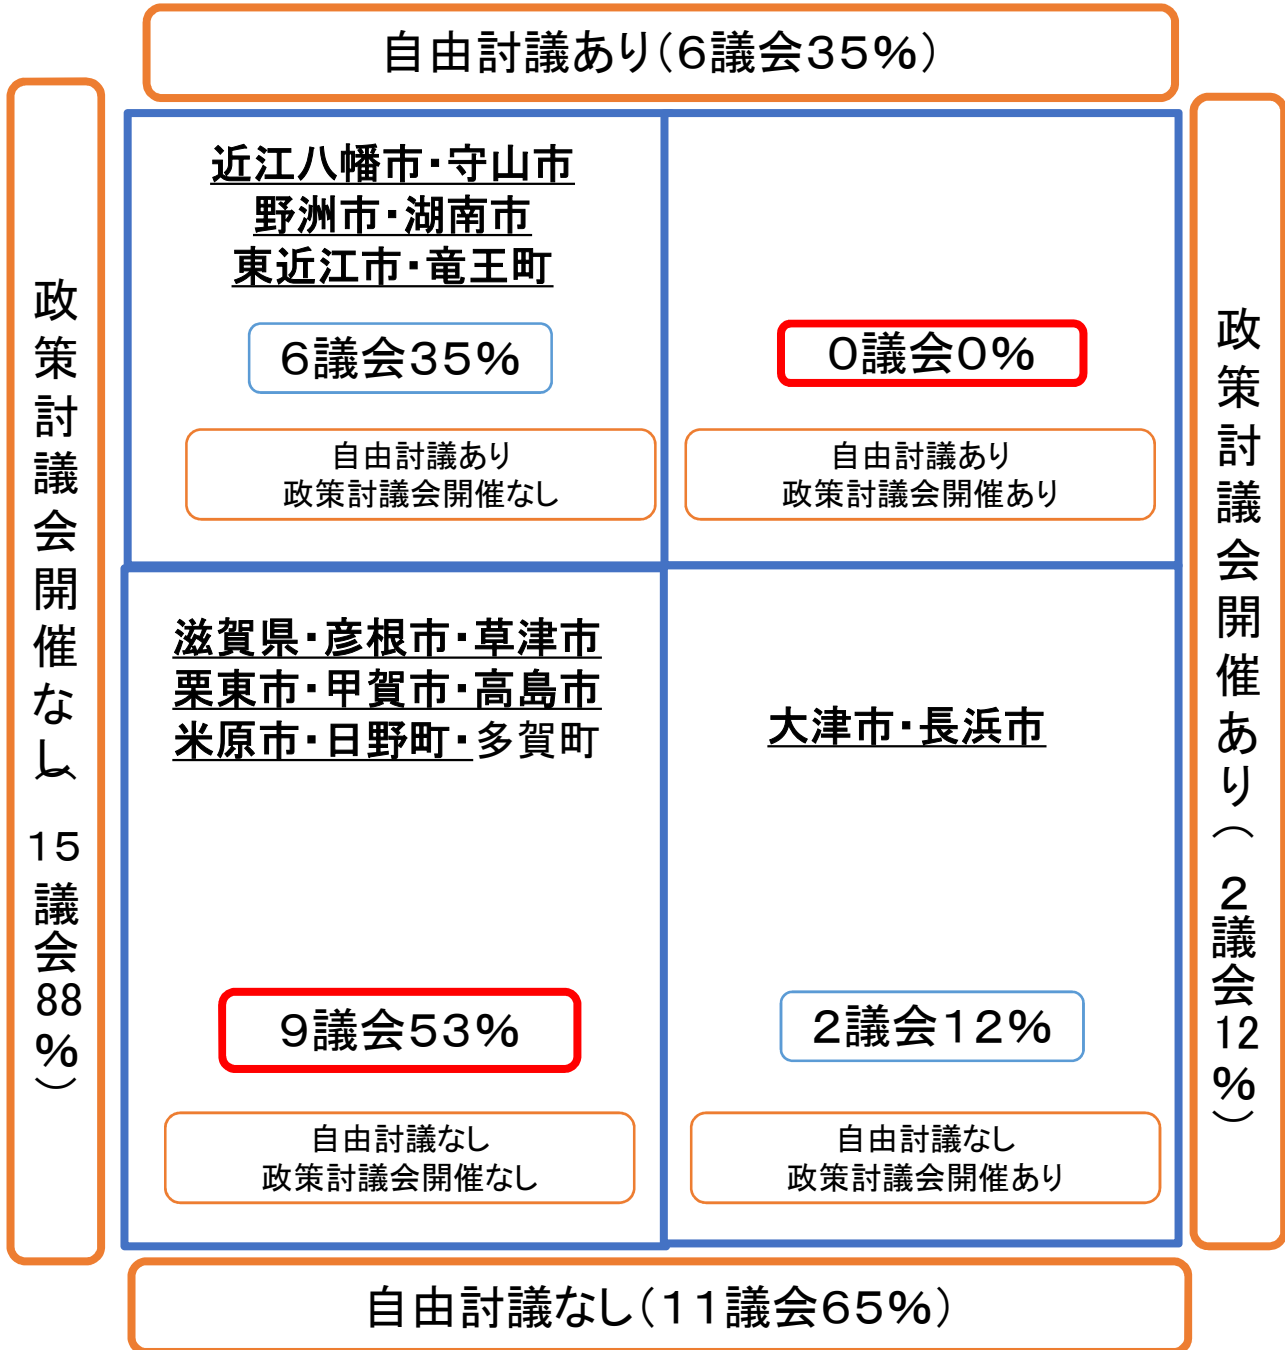 自由討議あり(6議会35%)
政策討議会開催なし(15議会88%)
近江八幡市・守山市
野洲市・湖南市
東近江市・竜王町
6議会35%
自由討議あり
政策討議会開催なし
0議会0%
自由討議あり
政策討議会開催あり
政策討議会開催あり(2議会12%)
滋賀県・彦根市・草津市
栗東市・甲賀市・高島市
米原市・日野町・多賀町
9議会53%
自由討議なし
政策討議会開催なし
大津市・長浜市
2議会12%
自由討議なし
政策討議会開催あり
自由討議なし(11議会65%)